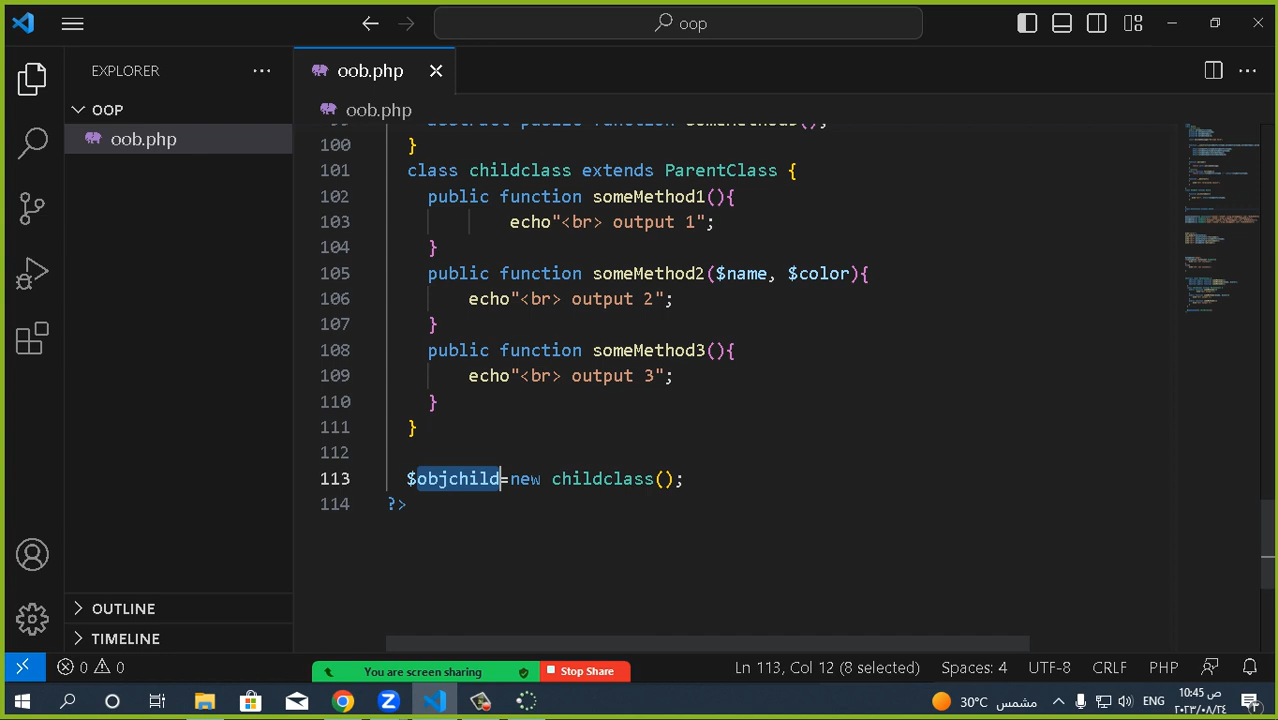 oop
EXPLORER
oob.php
OOP
oob.php
oob.php
100 }
101 class childclass extends ParentClass {
102 public function someMethod1(){
103 echo"<br> output 1";
104 }
105 public function someMethod2($name, $color){
106 echo"<br> output 2";
107 }
108 public function someMethod3(){
109 echo"<br> output 3";
110 }
111 }
112
113 $objchild=new childclass();
114 ?>
OUTLINE
TIMELINE
You are screen sharing Stop Share
0 0 Ln 113, Col 12 (8 selected) Spaces: 4 UTF-8 CRLF PHP
30°C مشمس ENG ص 10:45
٢٠٢٣/٠٨/٢٤